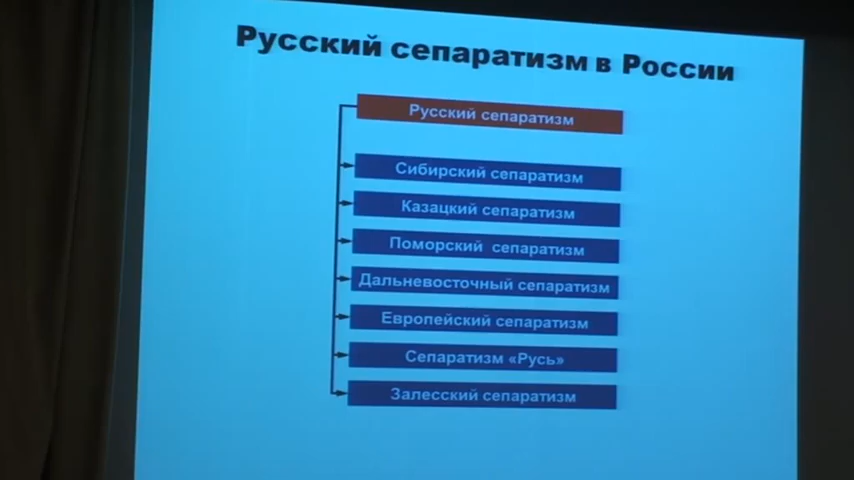 Русский сепаратизм в России
Русский сепаратизм
Сибирский сепаратизм
Казацкий сепаратизм
Поморский сепаратизм
Дальневосточный сепаратизм
Европейский сепаратизм
Сепаратизм «Русь»
Залесский сепаратизм